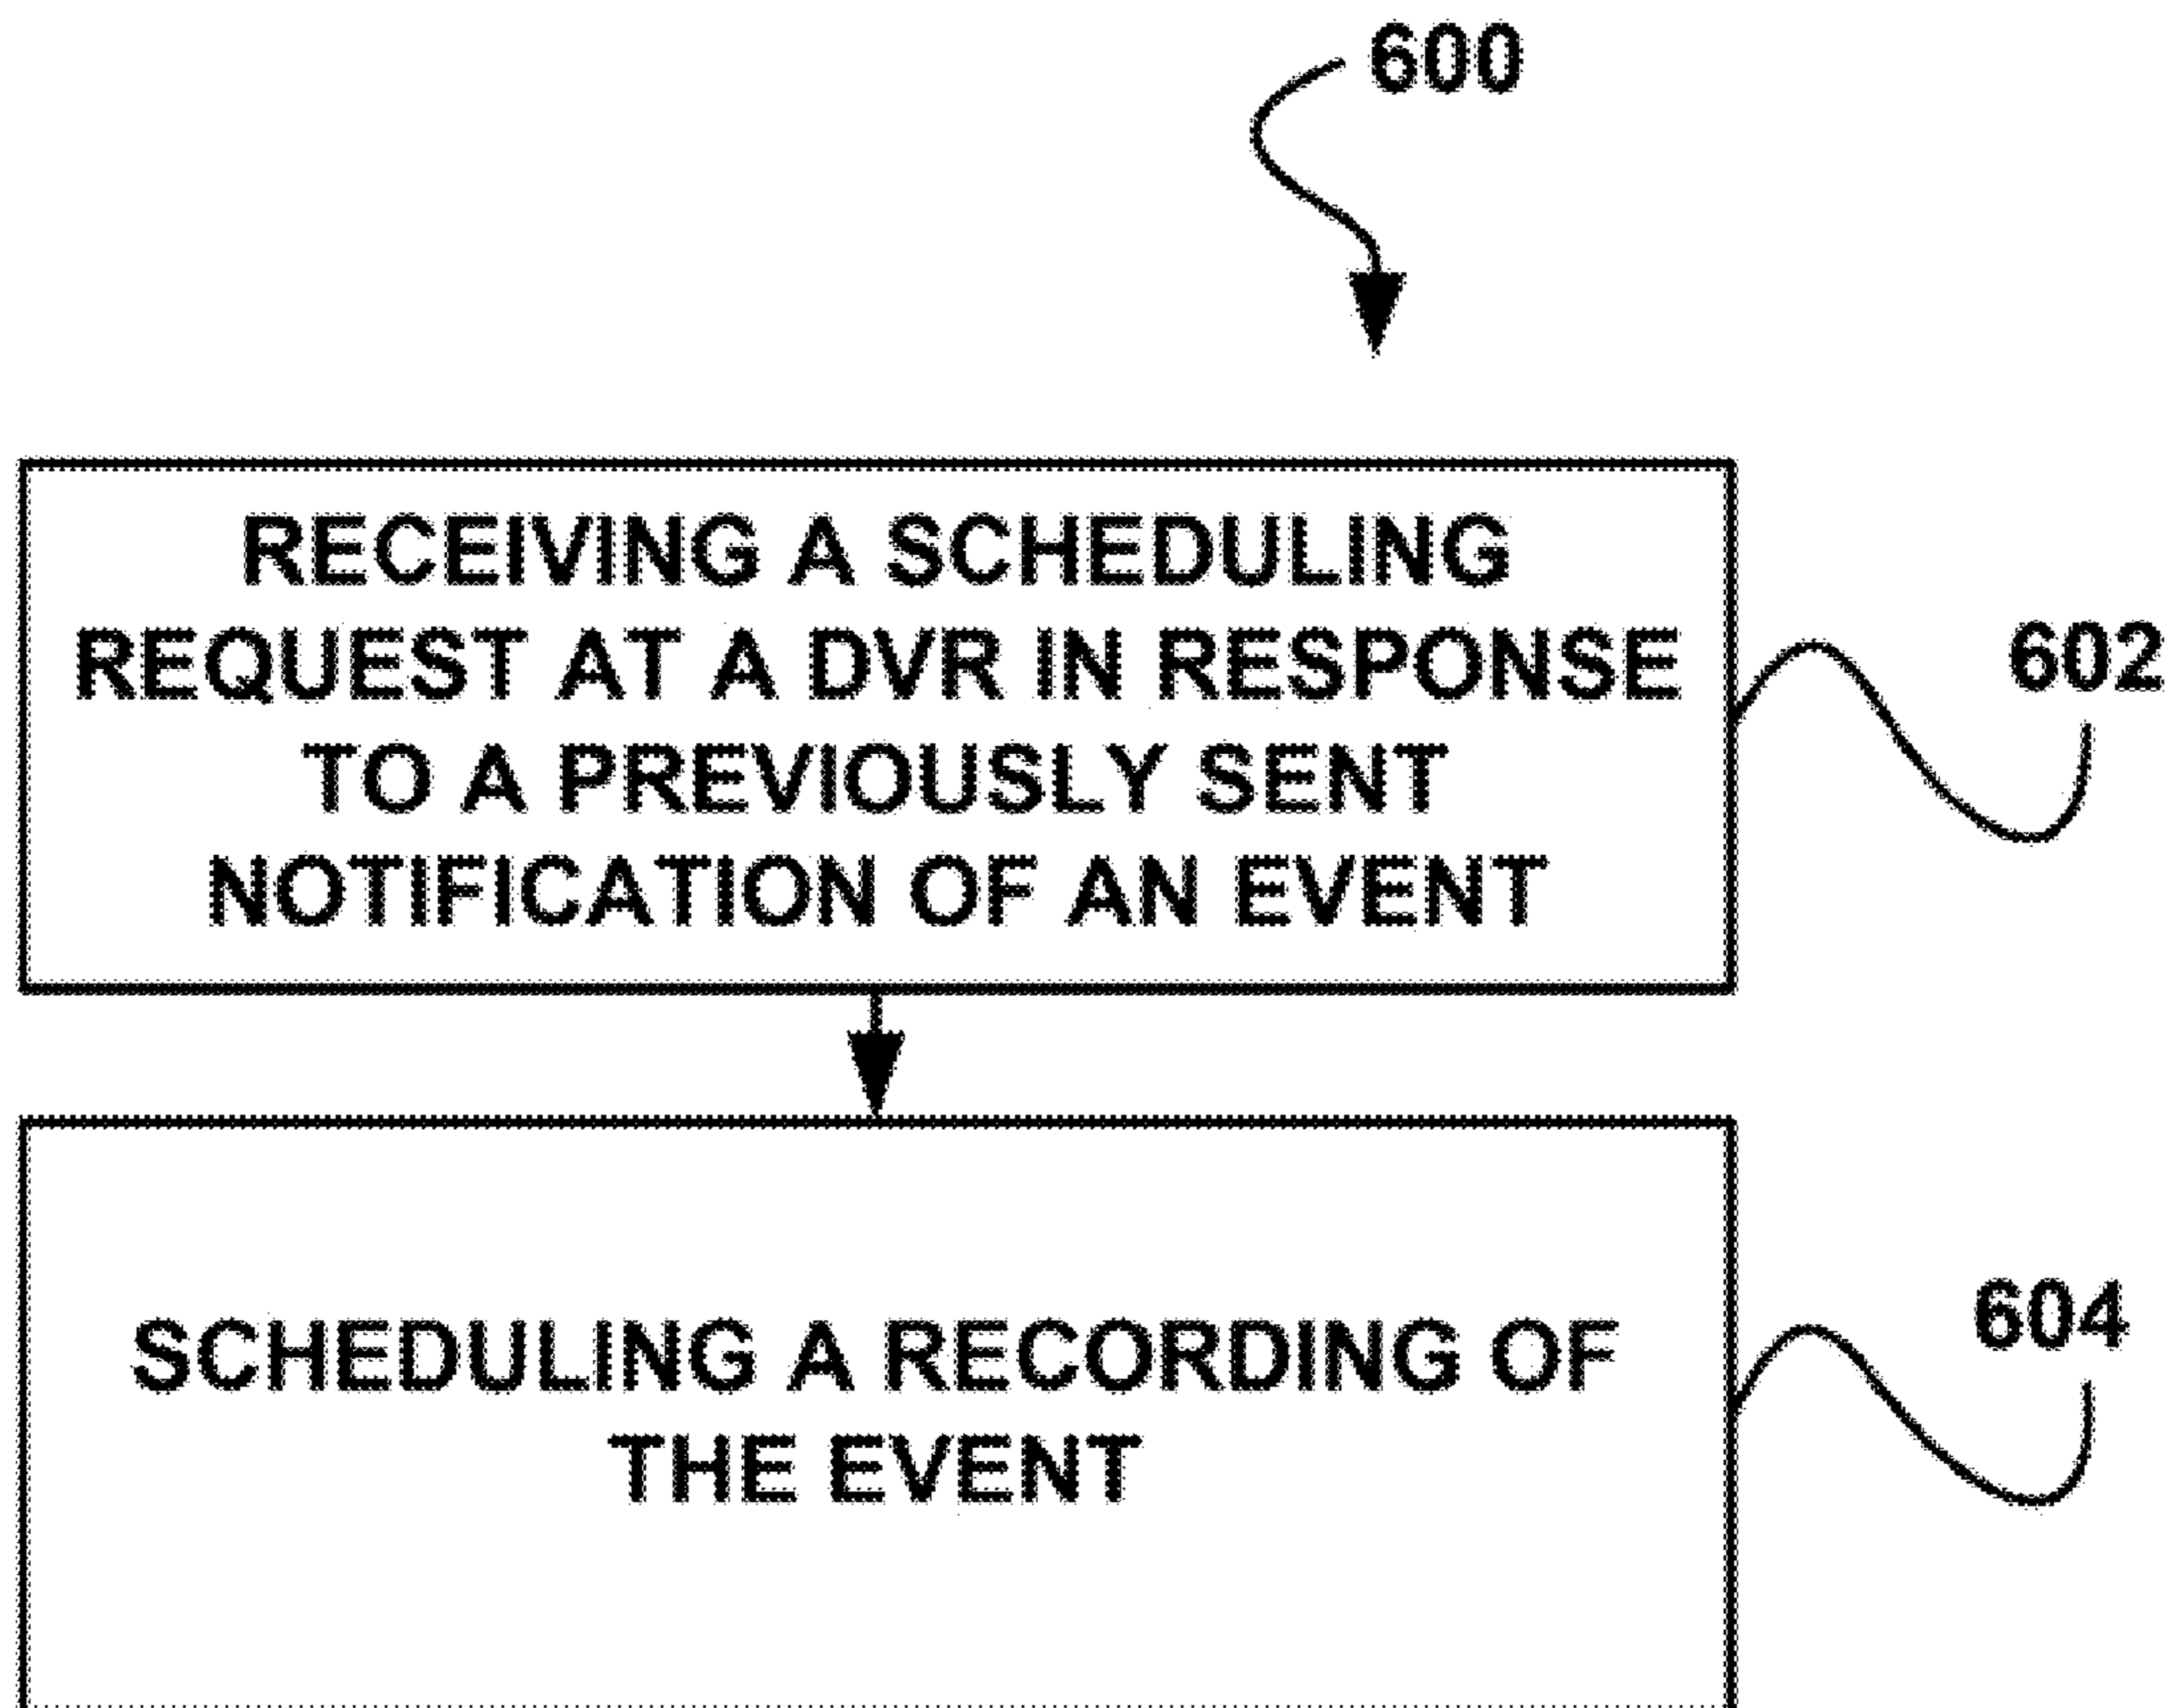 600
RECEIVING A SCHEDULING
REQUEST AT A DVR IN RESPONSE
TO A PREVIOUSLY SENT
NOTIFICATION OF AN EVENT
602
SCHEDULING A RECORDING OF
THE EVENT
604